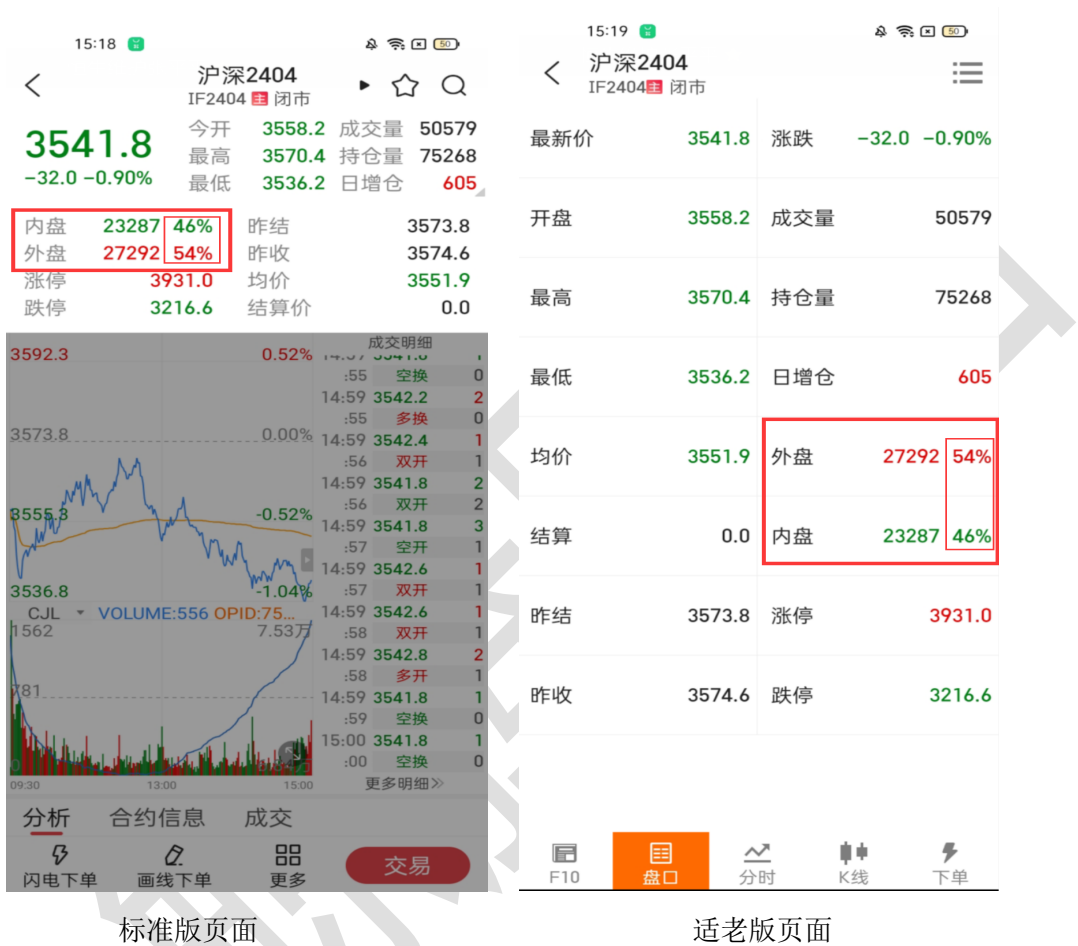 15:18
50
沪深2404
IF2404 主 闭市
3541.8
-32.0 -0.90%
今开 3558.2 成交量 50579
最高 3570.4 持仓量 75268
最低 3536.2 日增仓 605
内盘 23287 46% 昨结 3573.8
外盘 27292 54% 昨收 3574.6
涨停 3931.0 均价 3551.9
跌停 3216.6 结算价 0.0
成交明细
3592.3 0.52%
3573.8 0.00%
3555.3 -0.52%
3536.8 -1.04%
CJL VOLUME:556 OPID:75...
1562 7.53万
781
09:30 13:00 15:00
:55 空换 0
14:59 3542.2 2
:55 多换 0
14:59 3542.4 1
:56 双开 1
14:59 3541.8 2
:56 双开 2
14:59 3541.8 3
:57 空开 1
14:59 3542.6 1
:57 双开 1
14:59 3542.6 1
:58 双开 1
14:59 3542.8 2
:58 多开 1
14:59 3541.8 1
:59 空换 0
15:00 3541.8 1
:00 空换 0
更多明细
分析 合约信息 成交
闪电下单 画线下单 更多 交易
标准版页面
15:19
50
沪深2404
IF2404主 闭市
最新价 3541.8 涨跌 -32.0 -0.90%
开盘 3558.2 成交量 50579
最高 3570.4 持仓量 75268
最低 3536.2 日增仓 605
均价 3551.9 外盘 27292 54%
结算 0.0 内盘 23287 46%
昨结 3573.8 涨停 3931.0
昨收 3574.6 跌停 3216.6
F10 盘口 分时 K线 下单
适老版页面